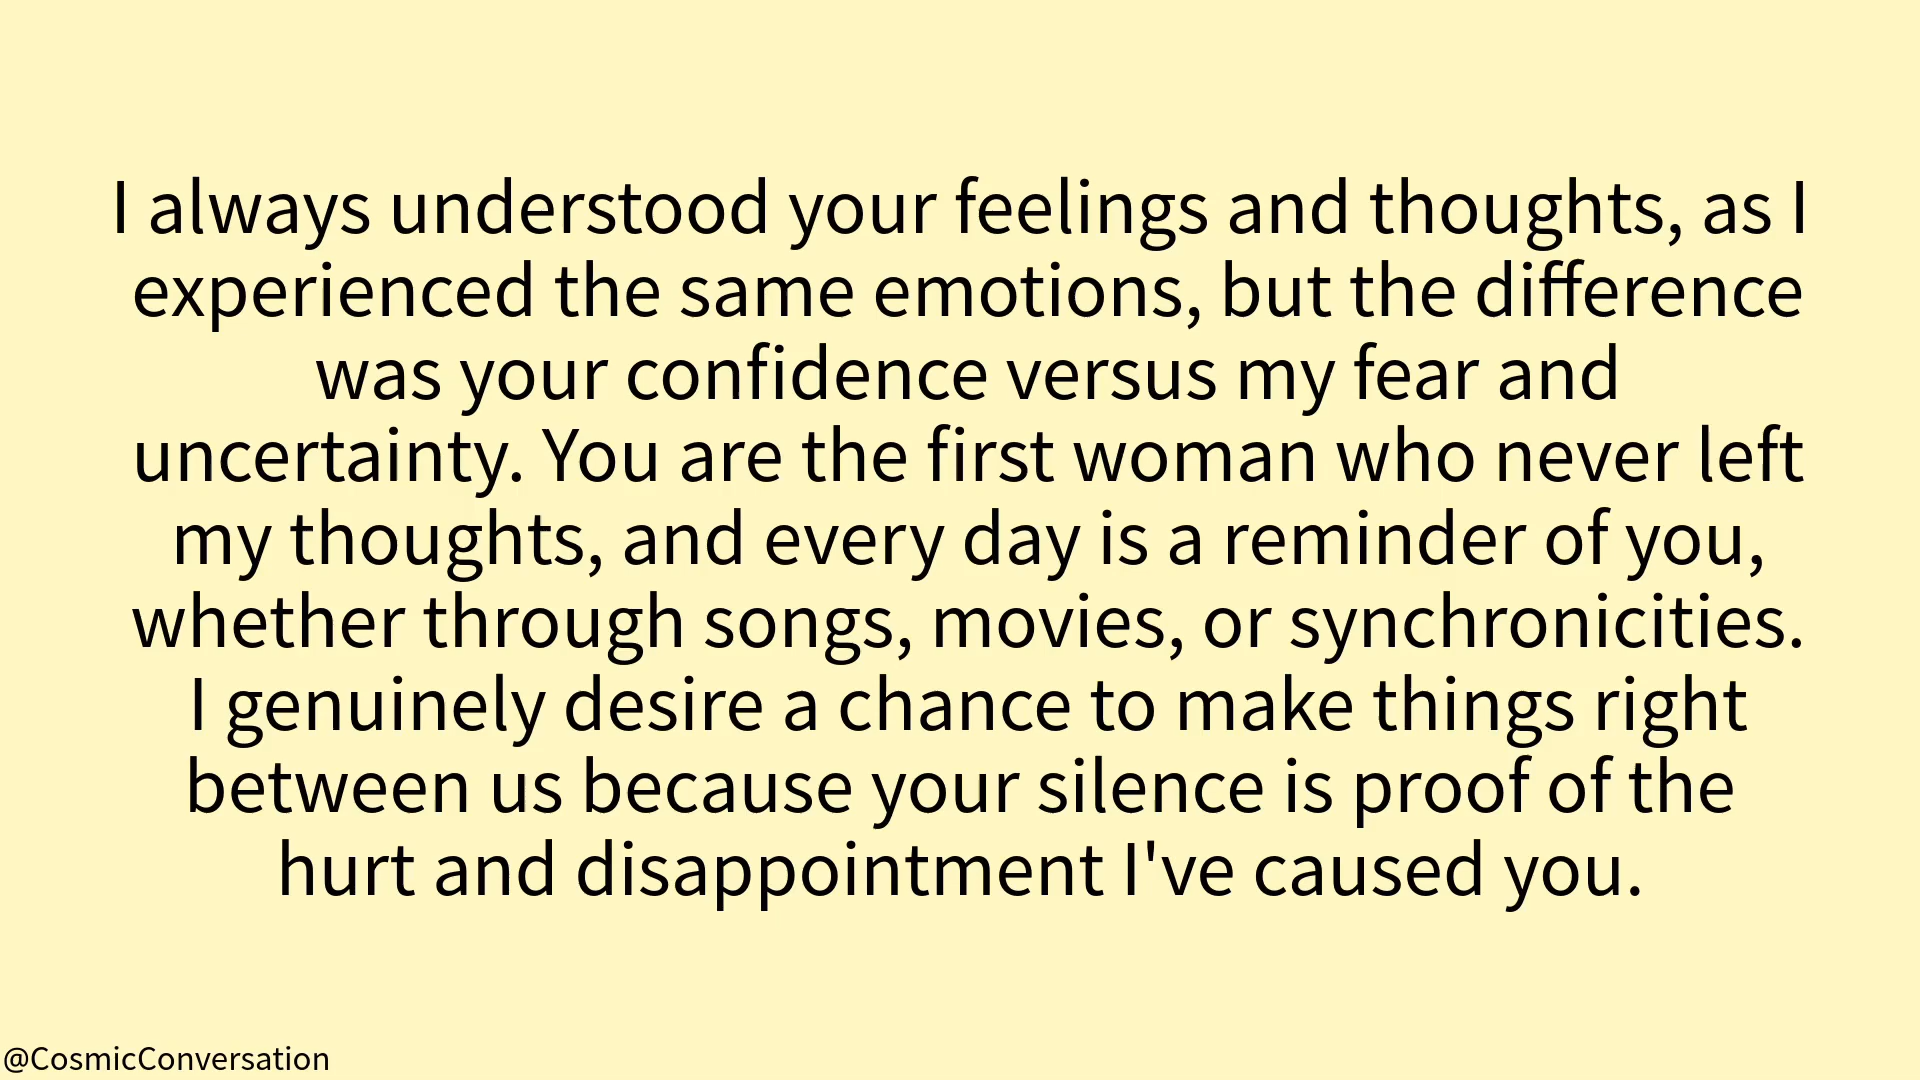 I always understood your feelings and thoughts, as I
experienced the same emotions, but the difference
was your confidence versus my fear and
uncertainty. You are the first woman who never left
my thoughts, and every day is a reminder of you,
whether through songs, movies, or synchronicities.
I genuinely desire a chance to make things right
between us because your silence is proof of the
hurt and disappointment I've caused you.
@CosmicConversation